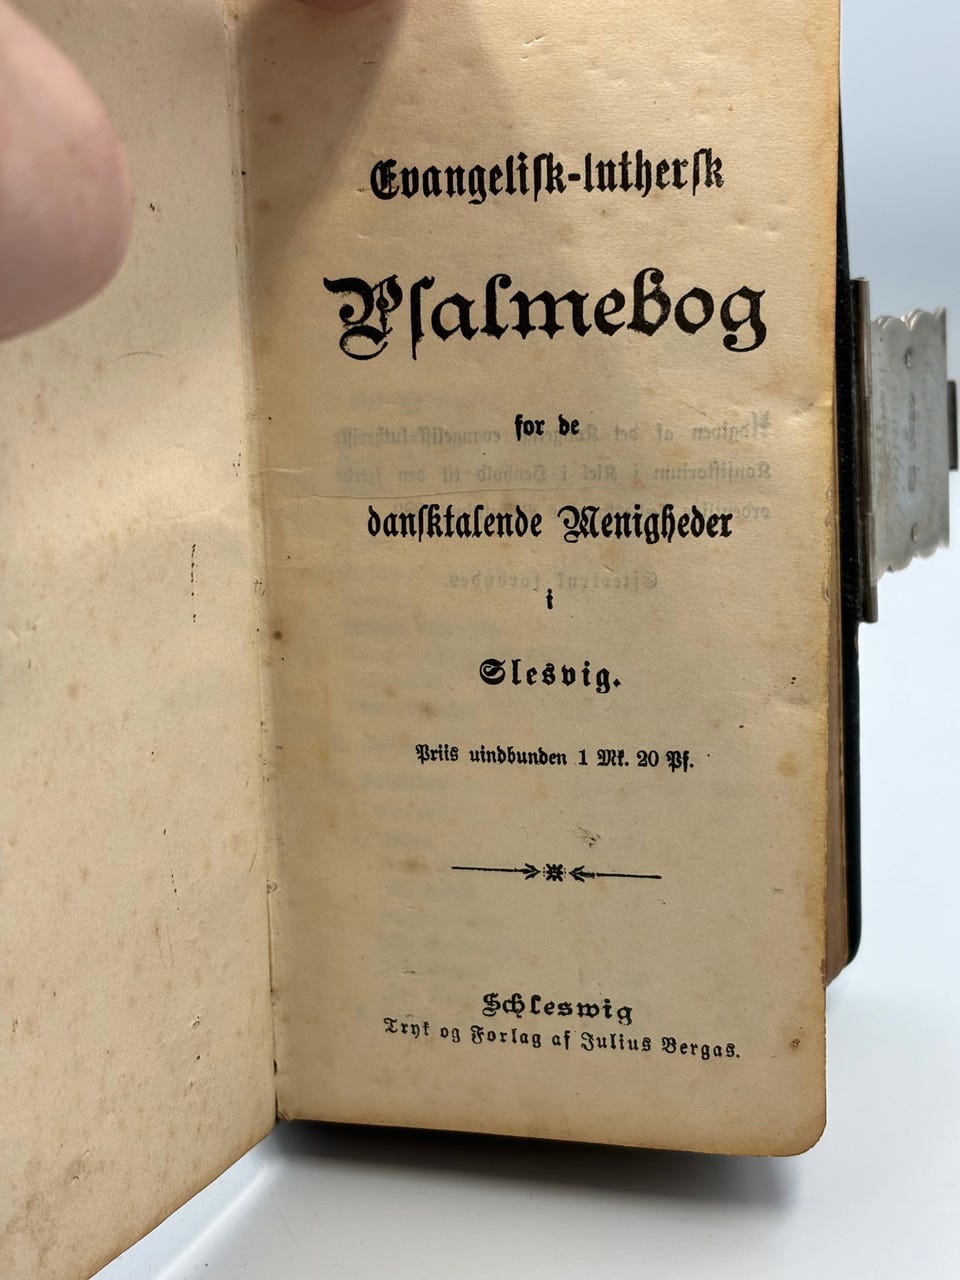 Evangelisk-luthersk
Psalmebog
for de
dansktalende Menigheder
i
Slesvig.
Priis uindbunden 1 Mk. 20 Pf.
Schleswig
Tryk og Forlag af Julius Bergas.